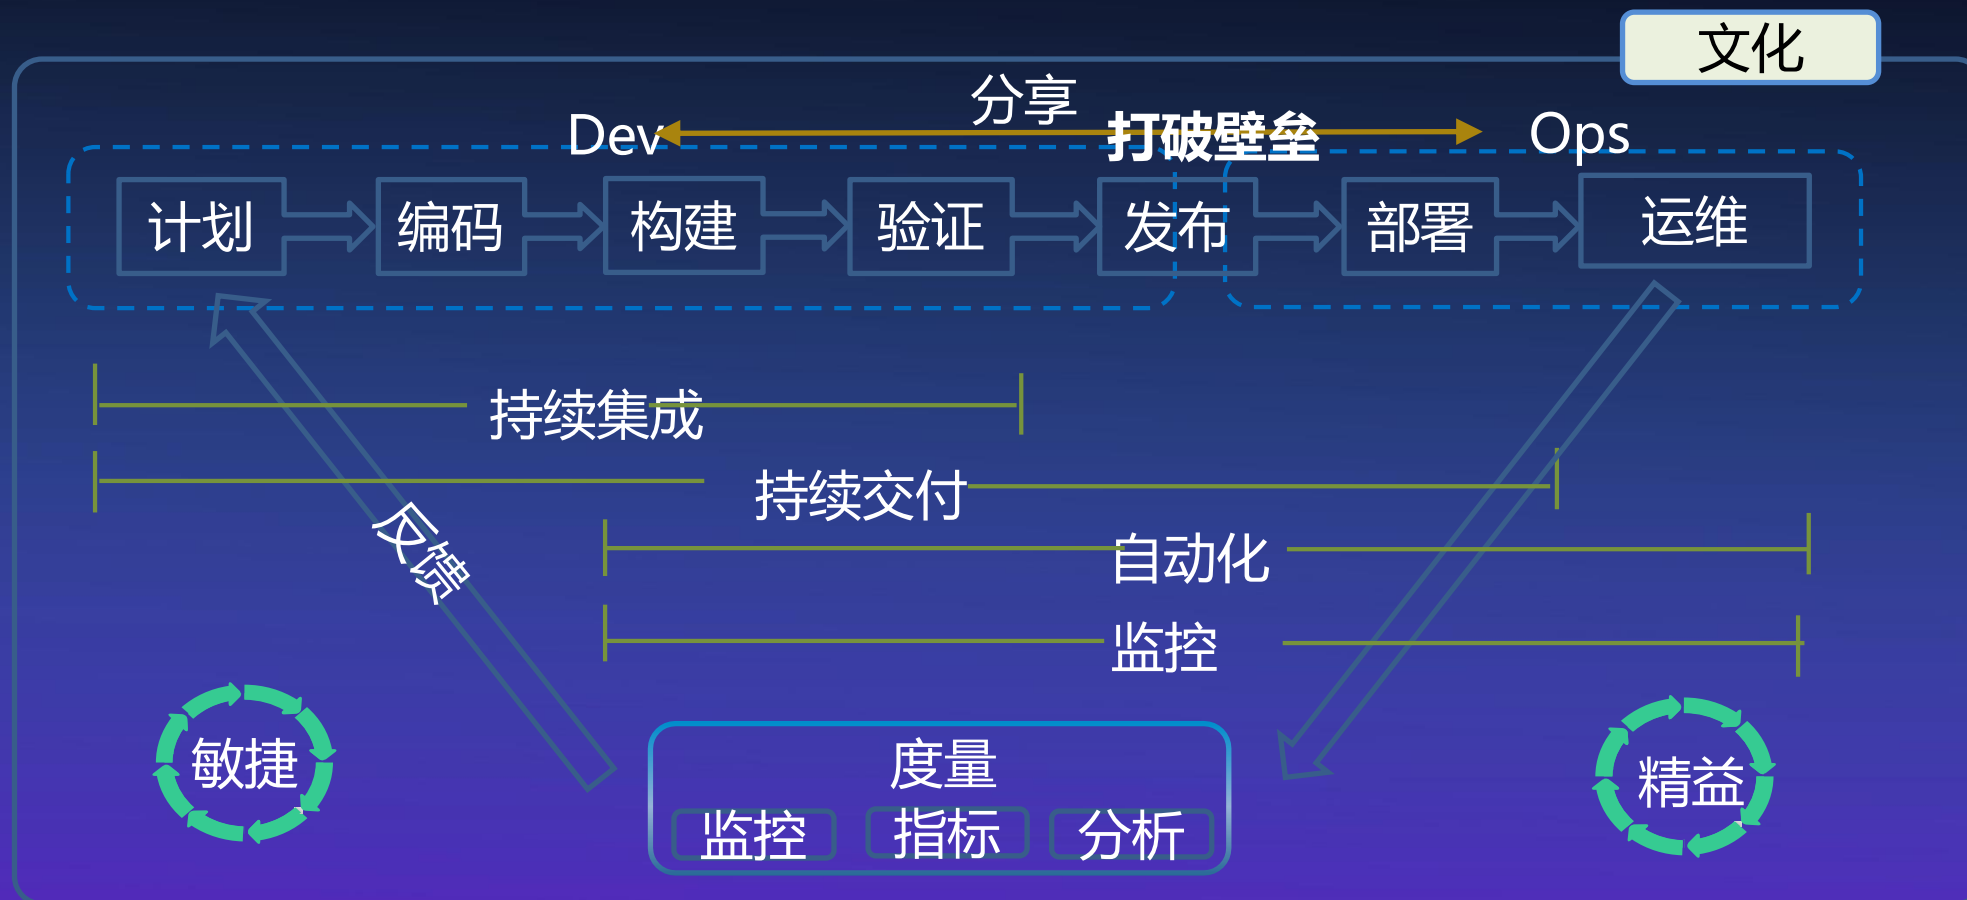 文化
分享
Dev
打破壁垒
Ops
计划
编码
构建
验证
发布
部署
运维
持续集成
持续交付
自动化
反馈
监控
敏捷
度量
精益
监控
指标
分析